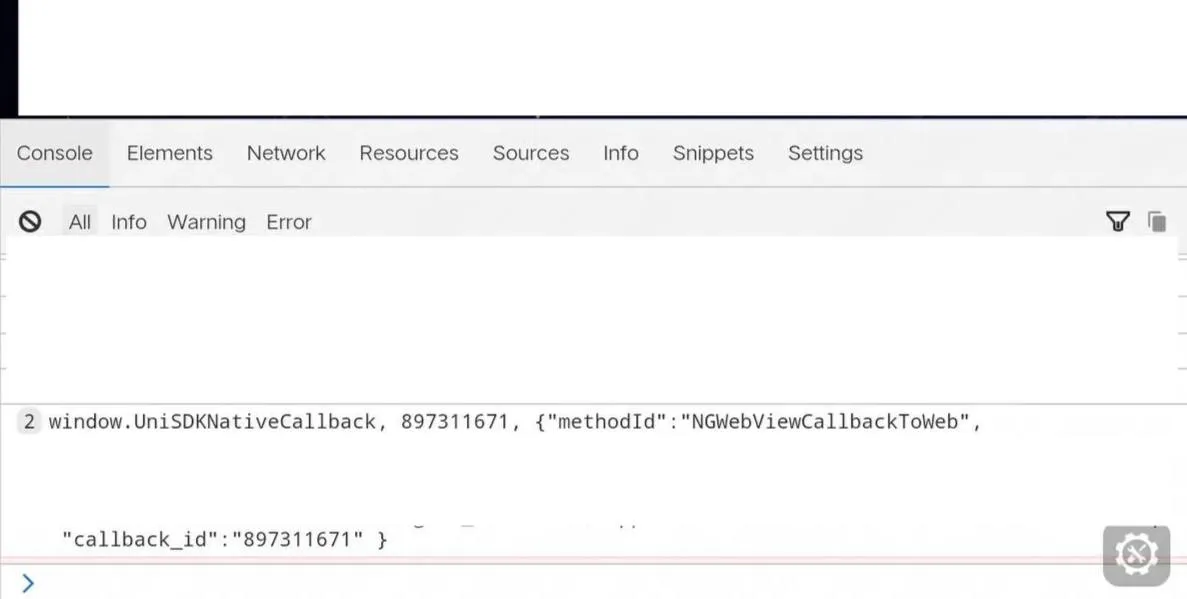 Console Elements Network Resources Sources Info Snippets Settings
All Info Warning Error
2 window.UniSDKNativeCallback, 897311671, {"methodId":"NGWebViewCallbackToWeb",
"callback_id":"897311671" }
>